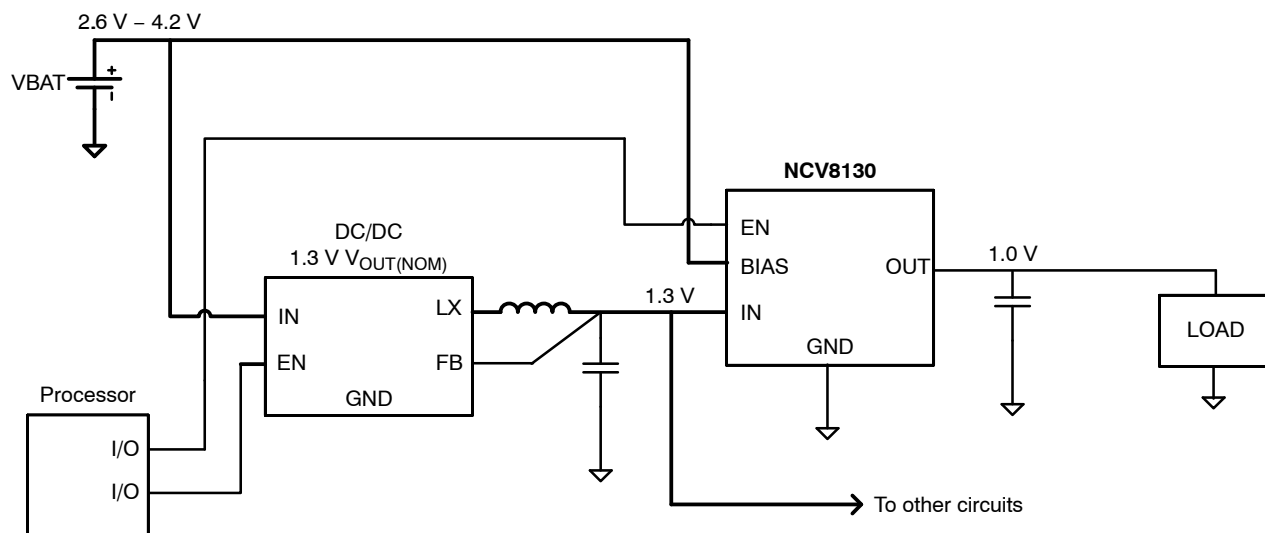 2.6 V – 4.2 V
VBAT
+
NCV8130
DC/DC
1.3 V VOUT(NOM)
EN
BIAS
OUT
1.0 V
LX
1.3 V
IN
IN
LOAD
EN
FB
GND
GND
Processor
I/O
I/O
To other circuits